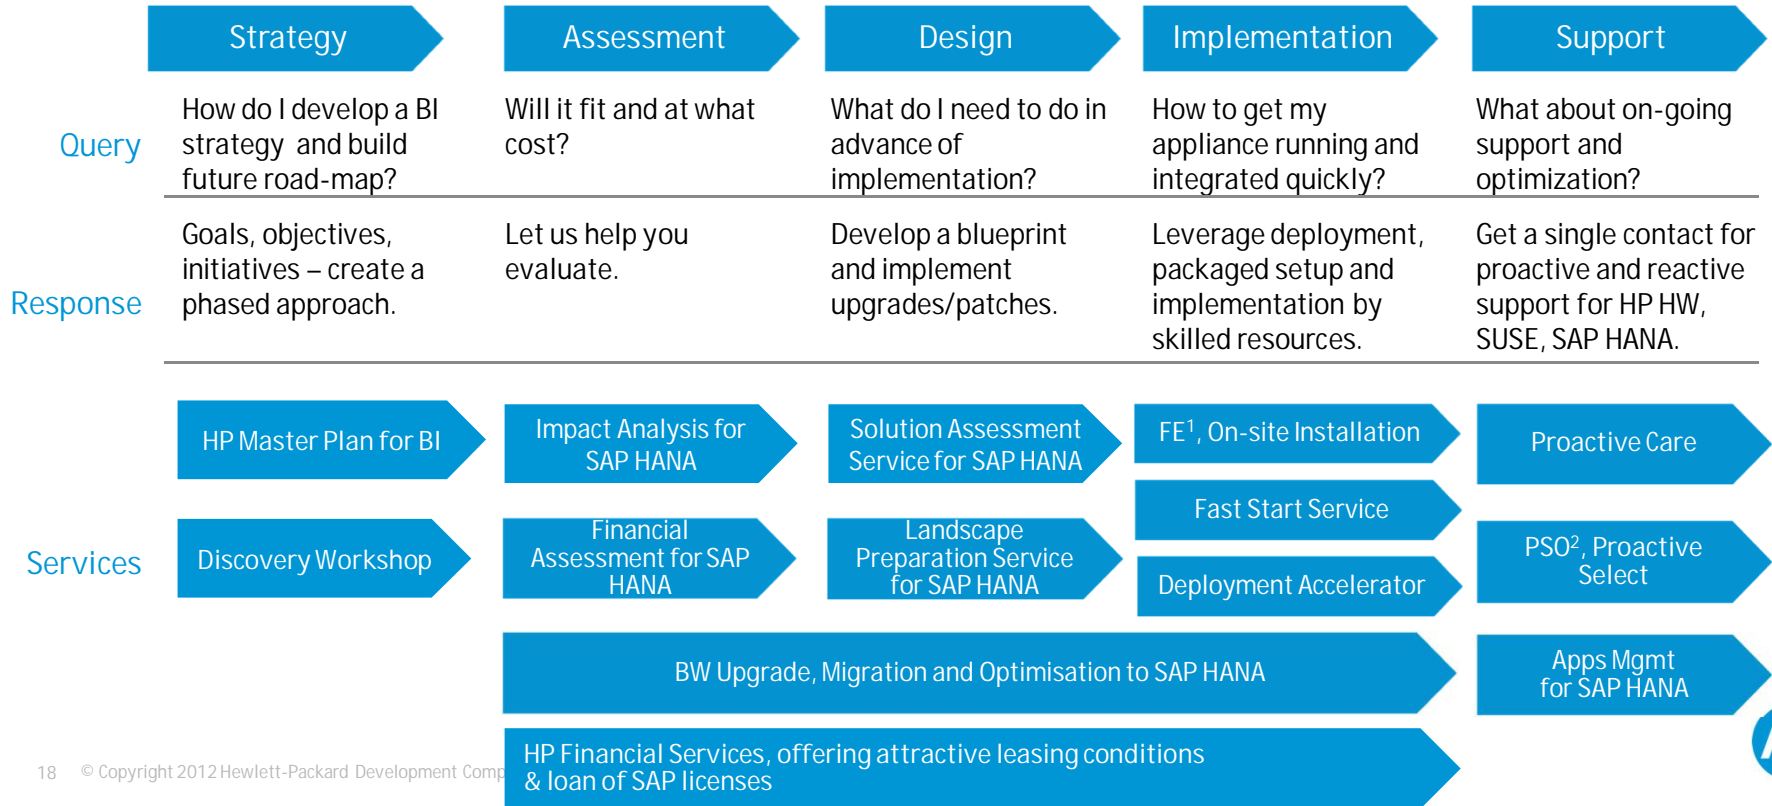 Strategy
Assessment
Design
Implementation
Support
Query
How do I develop a BI
strategy and build
future road-map?
Will it fit and at what
cost?
What do I need to do in
advance of
implementation?
How to get my
appliance running and
integrated quickly?
What about on-going
support and
optimization?
Response
Goals, objectives,
initiatives – create a
phased approach.
Let us help you
evaluate.
Develop a blueprint
and implement
upgrades/patches.
Leverage deployment,
packaged setup and
implementation by
skilled resources.
Get a single contact for
proactive and reactive
support for HP HW,
SUSE, SAP HANA.
Services
HP Master Plan for BI
Discovery Workshop
Impact Analysis for
SAP HANA
Financial
Assessment for SAP
HANA
Solution Assessment
Service for SAP HANA
Landscape
Preparation Service
for SAP HANA
FE¹, On-site Installation
Fast Start Service
Deployment Accelerator
Proactive Care
PSO², Proactive
Select
BW Upgrade, Migration and Optimisation to SAP HANA
Apps Mgmt
for SAP HANA
HP Financial Services, offering attractive leasing conditions
& loan of SAP licenses
18 © Copyright 2012 Hewlett-Packard Development Comp